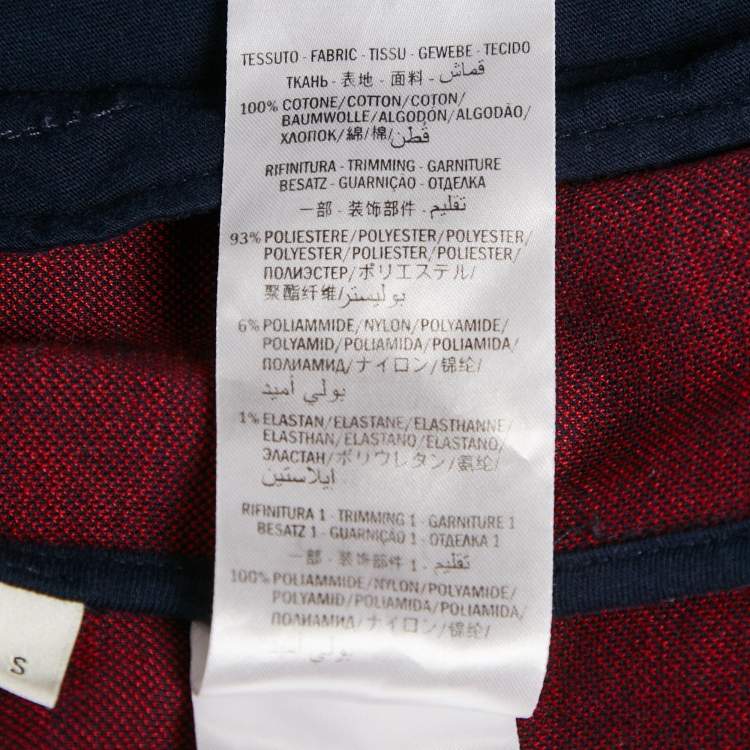 TESSUTO - FABRIC - TISSU - GEWEBE - TECIDO
ТКАНЬ - 表地 - 面料 - قماش
100% COTONE/COTTON/COTON/
BAUMWOLLE/ALGODÓN/ALGODÃO/
ХЛОПОК/綿/棉/قُطن
RIFINITURA - TRIMMING - GARNITURE
BESATZ - GUARNIÇAO - ОТДЕЛКА
一部 - 装饰部件 - تقليم
93% POLIESTERE/POLYESTER/POLYESTER/
POLYESTER/POLIESTER/POLIESTER/
ПОЛИЭСТЕР/ポリエステル/
聚酯纤维/بوليستر
6% POLIAMMIDE/NYLON/POLYAMIDE/
POLYAMID/POLIAMIDA/POLIAMIDA/
ПОЛИАМИД/ナイロン/锦纶/
بولي أميد
1% ELASTAN/ELASTANE/ELASTHANNE/
ELASTHAN/ELASTANO/ELASTANO/
ЭЛАСТАН/ポリウレタン/氨纶/
ايلاستين
RIFINITURA 1 - TRIMMING 1 - GARNITURE 1
BESATZ 1 - GUARNIÇÃO 1 - ОТДЕЛКА 1
一部 - 装饰部件 1 - تقليم
100% POLIAMMIDE/NYLON/POLYAMIDE/
POLYAMID/POLIAMIDA/POLIAMIDA/
ПОЛИАМИД/ナイロン/锦纶/
بولي أميد
S